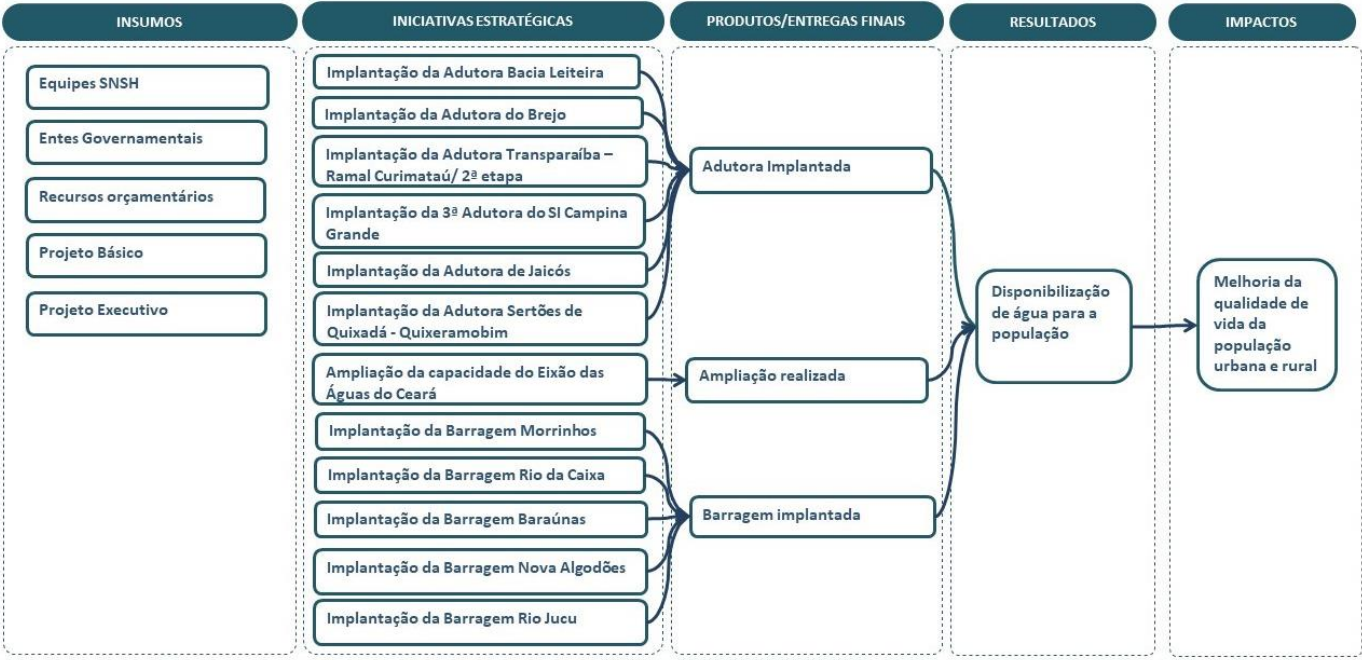 INSUMOS
Equipes SNSH
Entes Governamentais
Recursos orçamentários
Projeto Básico
Projeto Executivo
INICIATIVAS ESTRATÉGICAS
Implantação da Adutora Bacia Leiteira
Implantação da Adutora do Brejo
Implantação da Adutora Transparaíba –
Ramal Curimataú/ 2ª etapa
Implantação da 3ª Adutora do SI Campina
Grande
Implantação da Adutora de Jaicós
Implantação da Adutora Sertões de
Quixadá - Quixeramobim
Ampliação da capacidade do Eixão das
Águas do Ceará
Implantação da Barragem Morrinhos
Implantação da Barragem Rio da Caixa
Implantação da Barragem Baraúnas
Implantação da Barragem Nova Algodões
Implantação da Barragem Rio Jucu
PRODUTOS/ENTREGAS FINAIS
Adutora Implantada
Ampliação realizada
Barragem implantada
RESULTADOS
Disponibilização
de água para a
população
IMPACTOS
Melhoria da
qualidade de
vida da
população
urbana e rural